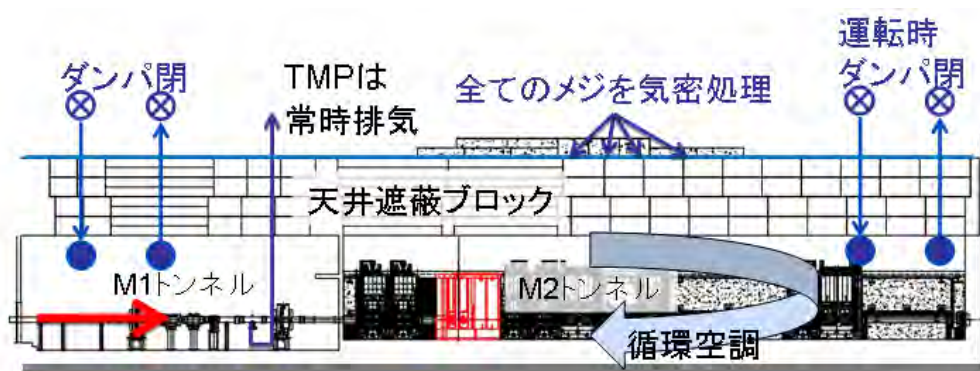 運転時
ダンパ閉
ダンパ閉
TMPは
常時排気
全てのメジを気密処理
天井遮蔽ブロック
M1トンネル
M2トンネル
循環空調